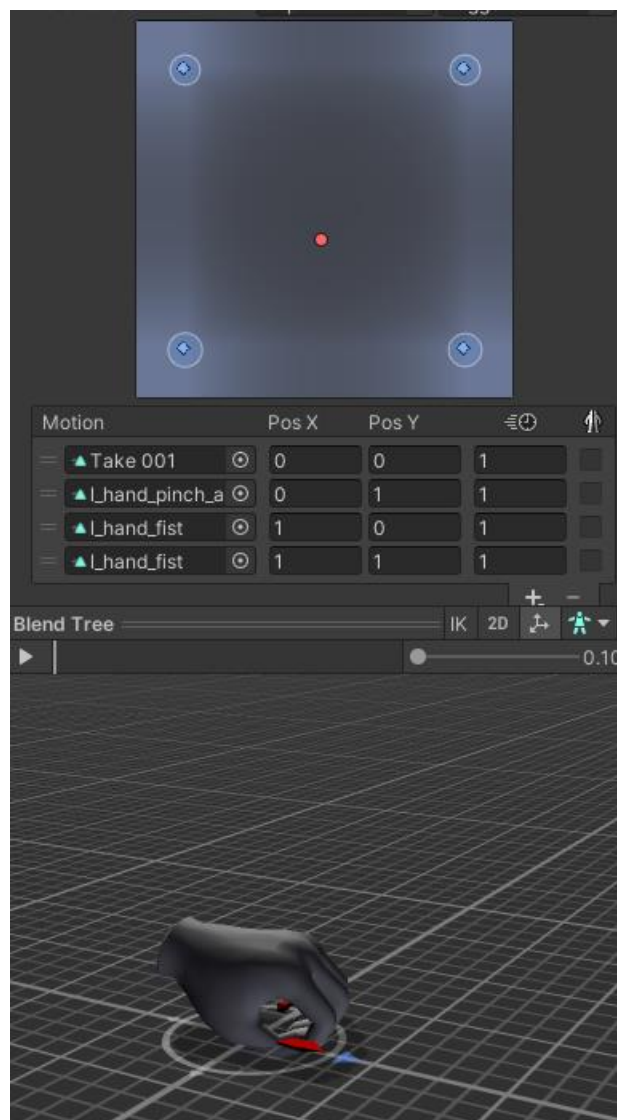 Motion Pos X Pos Y
Take 001 0 0 1
l_hand_pinch_a 0 1 1
l_hand_fist 1 0 1
l_hand_fist 1 1 1
+ -
Blend Tree IK 2D
0.10